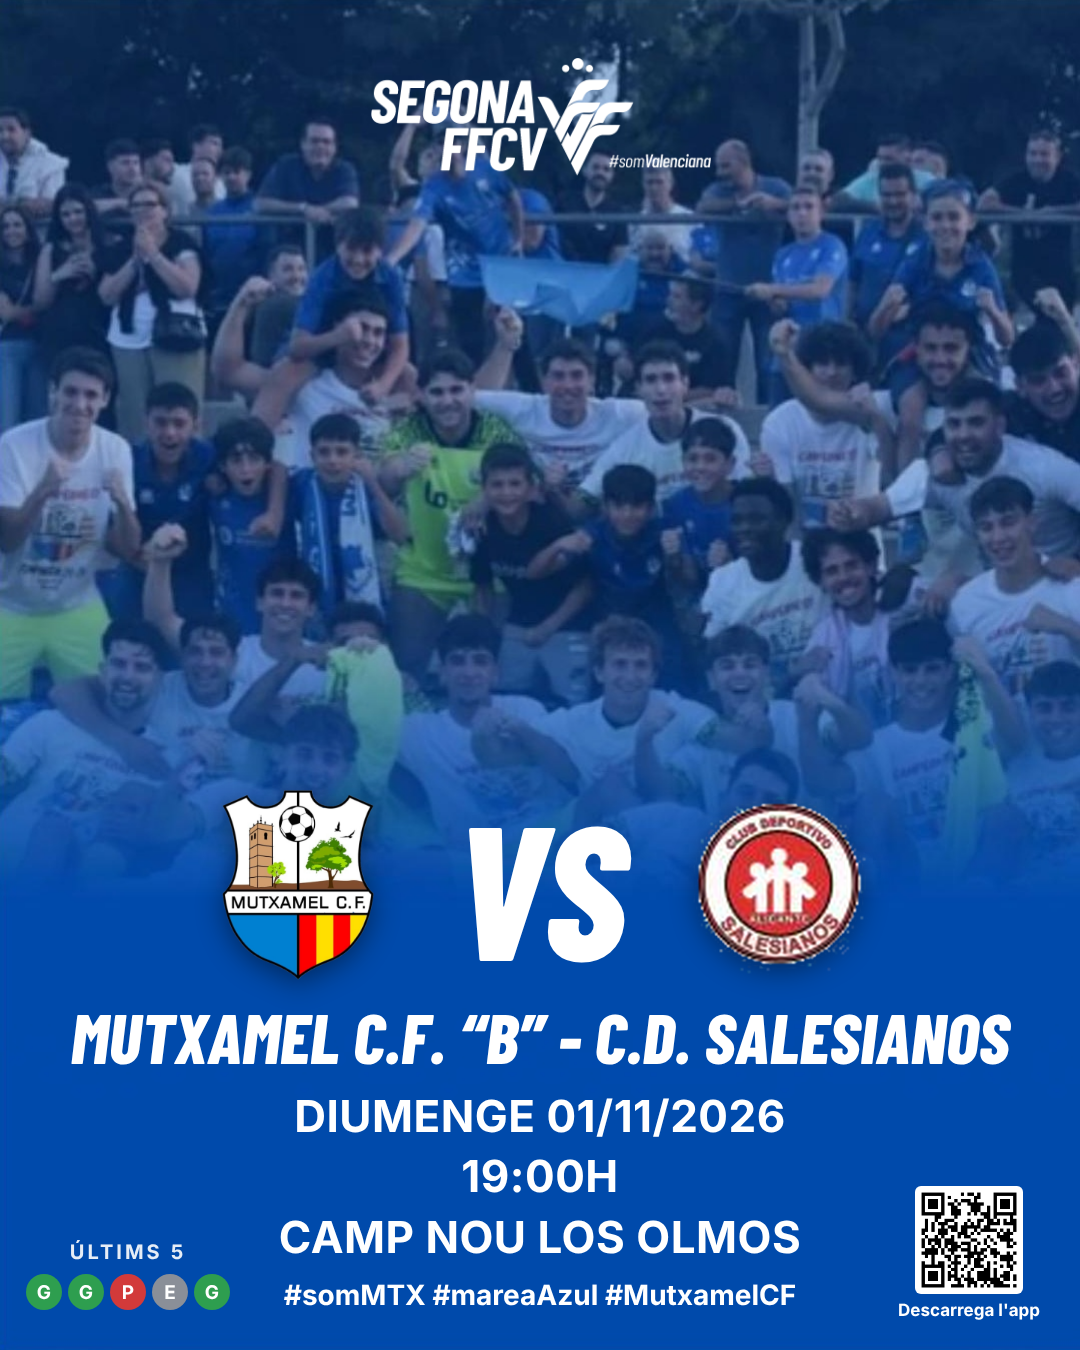 SEGONA
FFCV
#somValenciana
MUTXAMEL C.F.
VS
CLUB DEPORTIVO
ALICANTE
SALESIANOS
MUTXAMEL C.F. “B” - C.D. SALESIANOS
DIUMENGE 01/11/2026
19:00H
CAMP NOU LOS OLMOS
ÚLTIMS 5
G G P E G
#somMTX #mareaAzul #MutxamelCF
Descarrega l'app